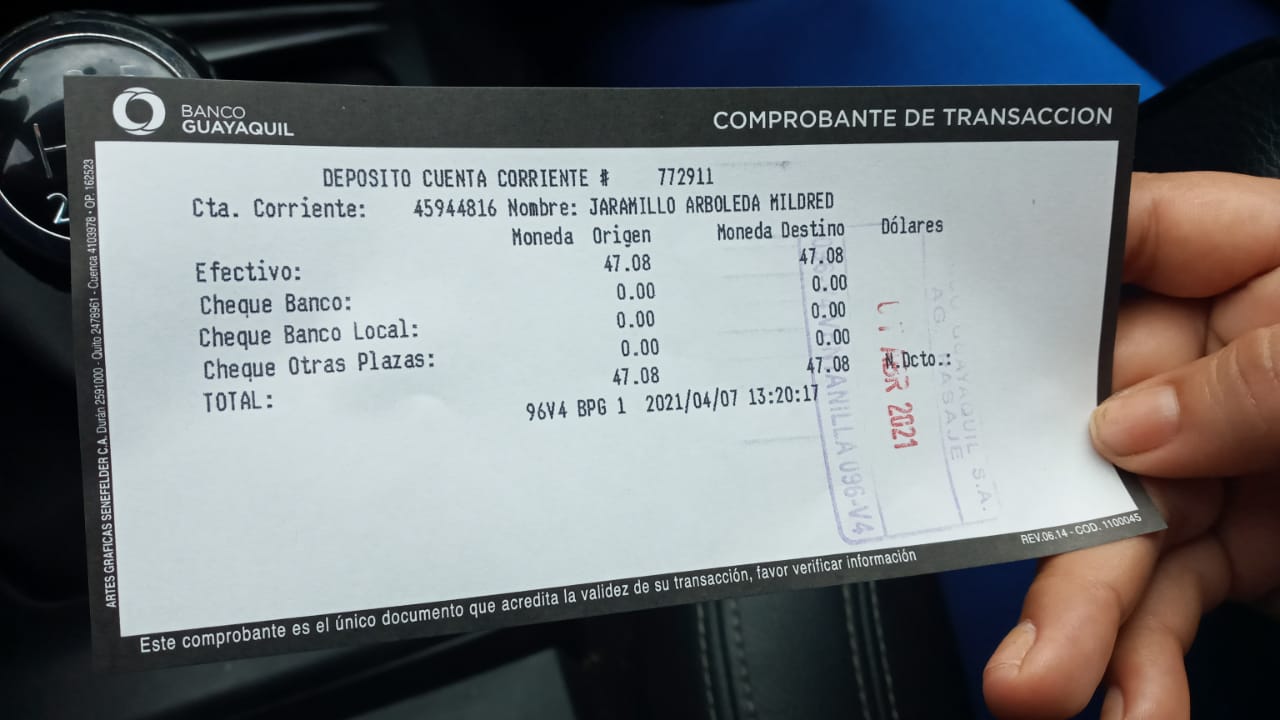 BANCO
GUAYAQUIL
COMPROBANTE DE TRANSACCION
DEPOSITO CUENTA CORRIENTE # 772911
Cta. Corriente: 45944816 Nombre: JARAMILLO ARBOLEDA MILDRED
Moneda Origen Moneda Destino Dólares
Efectivo: 47.08 47.08
Cheque Banco: 0.00 0.00
Cheque Banco Local: 0.00 0.00
Cheque Otras Plazas: 0.00 0.00
TOTAL: 47.08 47.08 N.Dcto.:
96V4 BPG 1 2021/04/07 13:20:17
ABR 2021
GUAYAQUIL S.A.
AG. PASAJE
VENTANILLA 096-V4
ARTES GRAFICAS SENEFELDER C.A. Durán 2591000 - Quito 2478961 - Cuenca 4103978 • OP. 162523
REV.06.14 - COD. 1100045
Este comprobante es el único documento que acredita la validez de su transacción, favor verificar información
2